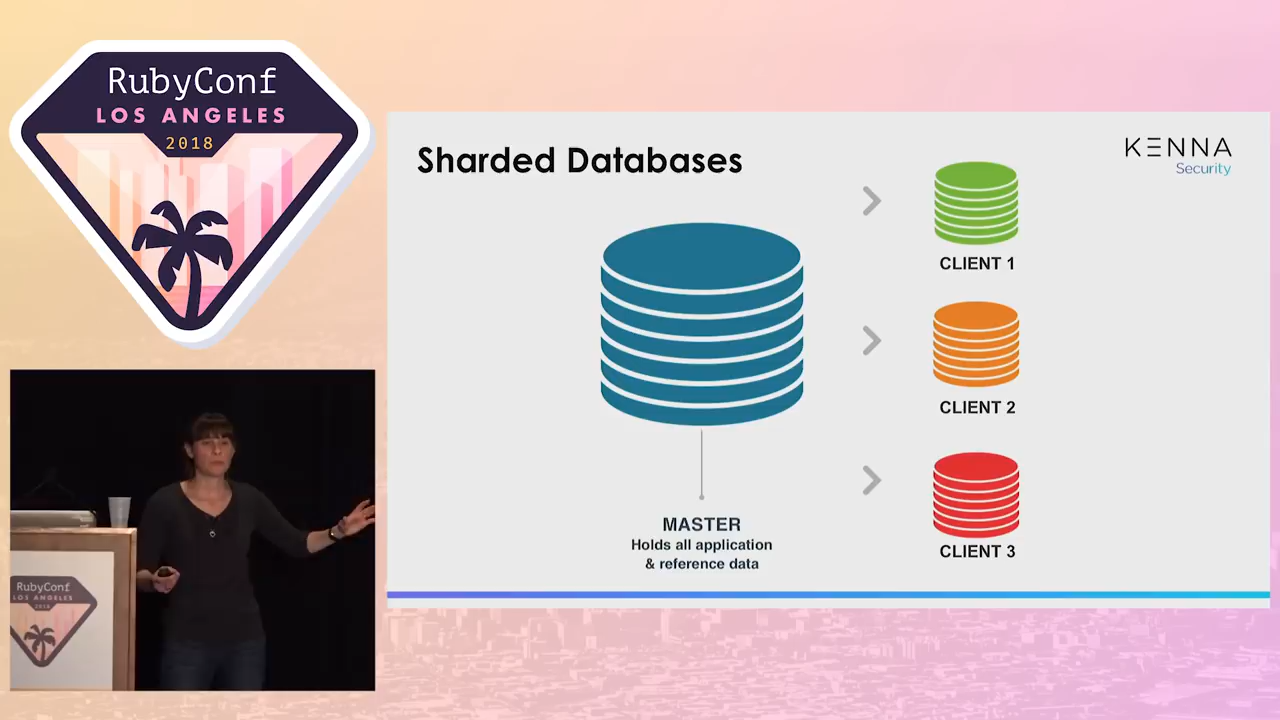 RubyConf
LOS ANGELES
2018
Sharded Databases
KENNA
Security
CLIENT 1
CLIENT 2
MASTER
Holds all application
& reference data
CLIENT 3
RubyConf
LOS ANGELES
2018